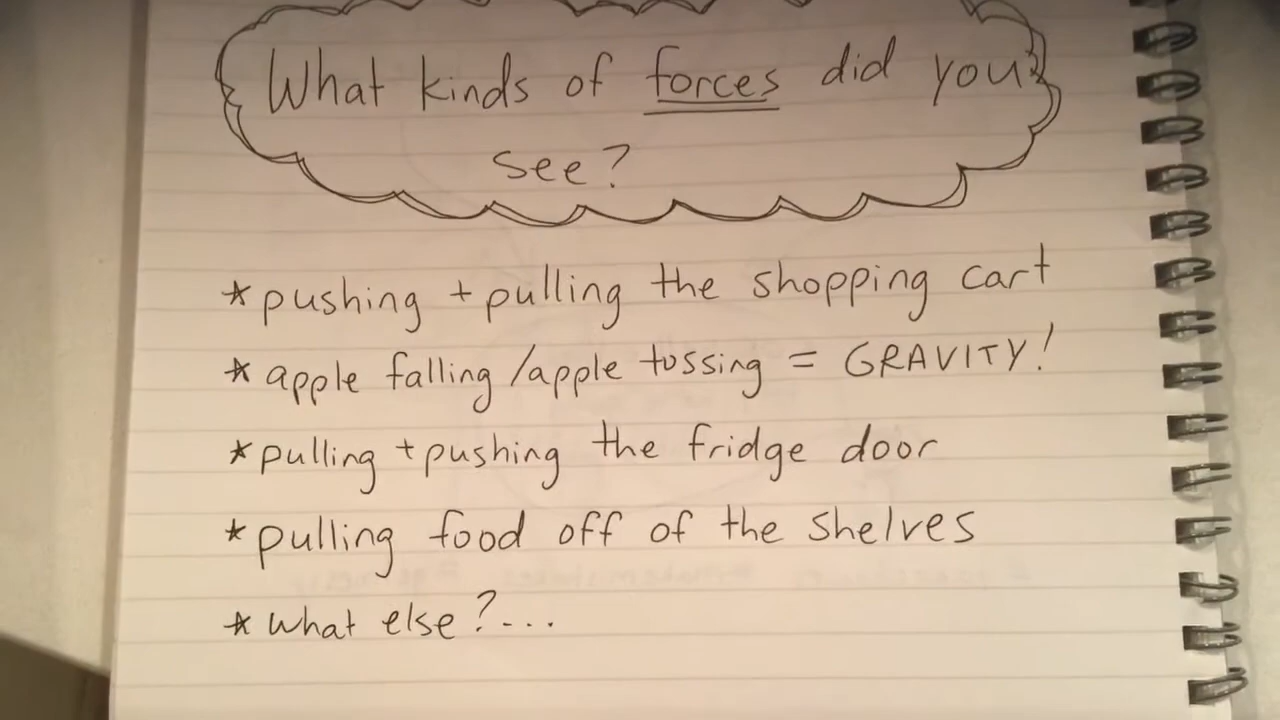 What kinds of forces did you
see?
* pushing + pulling the shopping cart
* apple falling / apple tossing = GRAVITY!
* pulling + pushing the fridge door
* pulling food off of the shelves
* what else?...